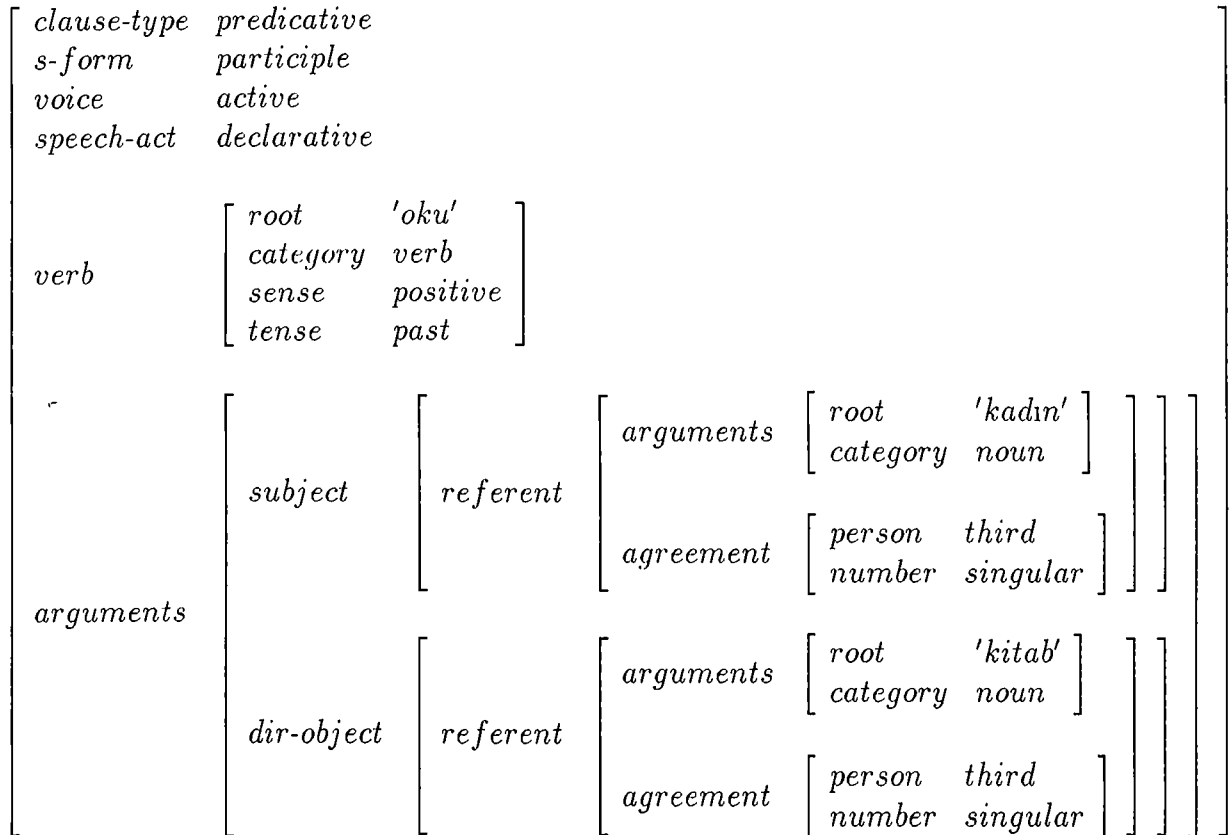 clause-type predicative
s-form participle
voice active
speech-act declarative
root 'oku'
category verb
verb
sense positive
tense past
root 'kadın'
arguments
category noun
subject referent
person third
agreement
number singular
arguments
root 'kitab'
arguments
category noun
dir-object referent
person third
agreement
number singular